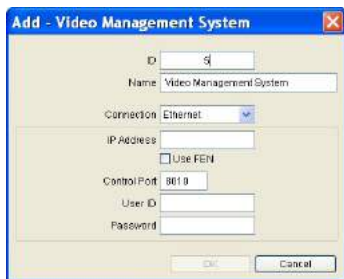 Add - Video Management System
ID 5
Name Video Management System
Connection Ethernet
IP Address
Use FEN
Control Port 8010
User ID
Password
OK Cancel